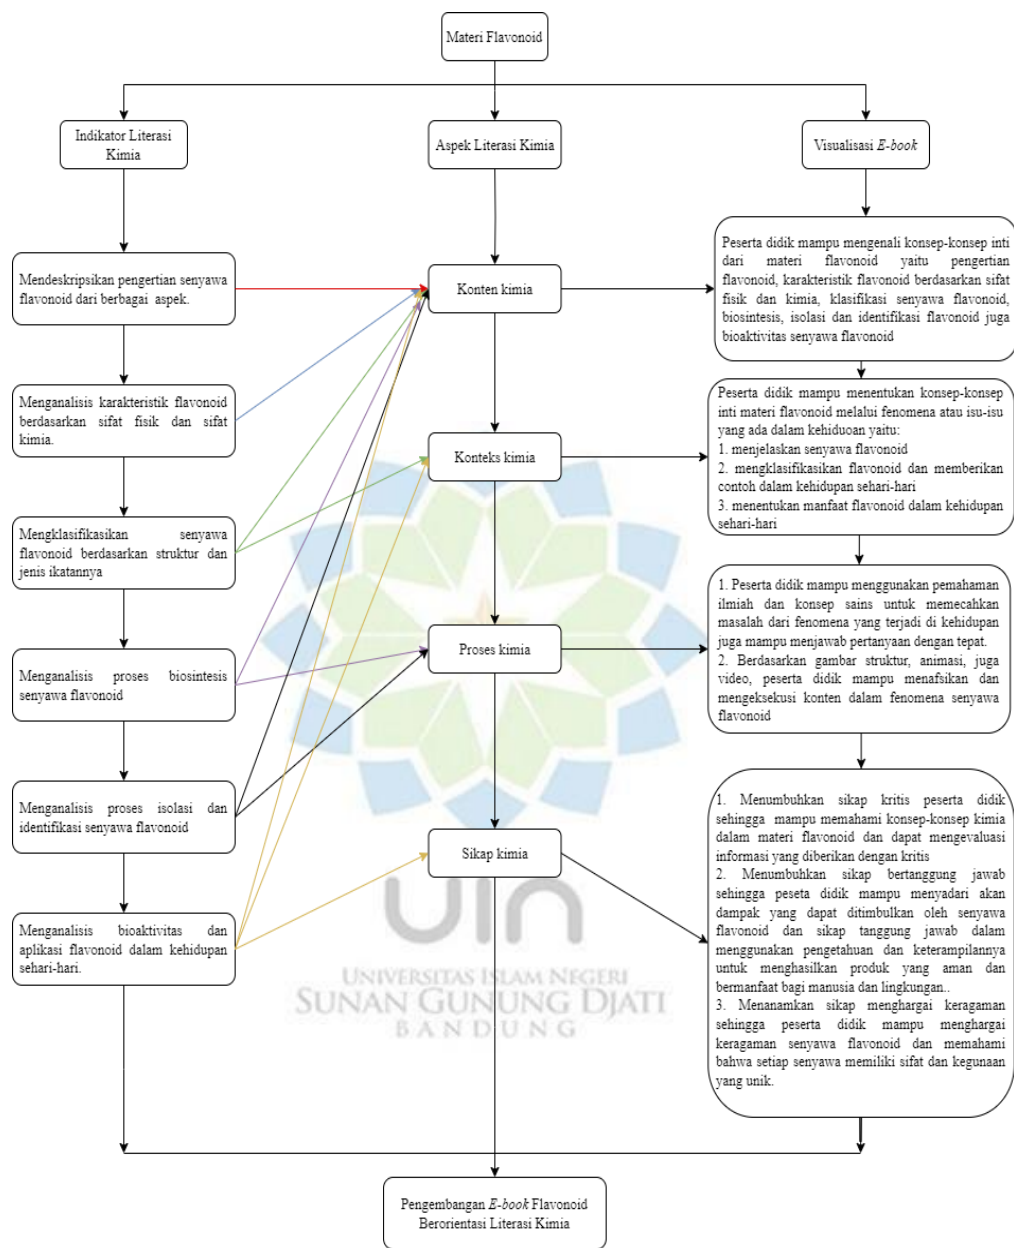 Materi Flavonoid
Indikator Literasi
Kimia
Aspek Literasi Kimia
Visualisasi E-book
Mendeskripsikan pengertian senyawa
flavonoid dari berbagai aspek.
Menganalisis karakteristik flavonoid
berdasarkan sifat fisik dan sifat
kimia.
Mengklasifikasikan senyawa
flavonoid berdasarkan struktur dan
jenis ikatannya
Menganalisis proses biosintesis
senyawa flavonoid
Menganalisis proses isolasi dan
identifikasi senyawa flavonoid
Menganalisis bioaktivitas dan
aplikasi flavonoid dalam kehidupan
sehari-hari.
Konten kimia
Konteks kimia
Proses kimia
Sikap kimia
Peserta didik mampu mengenali konsep-konsep inti
dari materi flavonoid yaitu pengertian
flavonoid, karakteristik flavonoid berdasarkan sifat
fisik dan kimia, klasifikasi senyawa flavonoid,
biosintesis, isolasi dan identifikasi flavonoid juga
bioaktivitas senyawa flavonoid
Peserta didik mampu menentukan konsep-konsep
inti materi flavonoid melalui fenomena atau isu-isu
yang ada dalam kehiduoan yaitu:
1. menjelaskan senyawa flavonoid
2. mengklasifikasikan flavonoid dan memberikan
contoh dalam kehidupan sehari-hari
3. menentukan manfaat flavonoid dalam kehidupan
sehari-hari
1. Peserta didik mampu menggunakan pemahaman
ilmiah dan konsep sains untuk memecahkan
masalah dari fenomena yang terjadi di kehidupan
juga mampu menjawab pertanyaan dengan tepat.
2. Berdasarkan gambar struktur, animasi, juga
video, peserta didik mampu menafsikan dan
mengeksekusi konten dalam fenomena senyawa
flavonoid
1. Menumbuhkan sikap kritis peserta didik
sehingga mampu memahami konsep-konsep kimia
dalam materi flavonoid dan dapat mengevaluasi
informasi yang diberikan dengan kritis
2. Menumbuhkan sikap bertanggung jawab
sehingga peseta didik mampu menyadari akan
dampak yang dapat ditimbulkan oleh senyawa
flavonoid dan sikap tanggung jawab dalam
menggunakan pengetahuan dan keterampilannya
untuk menghasilkan produk yang aman dan
bermanfaat bagi manusia dan lingkungan..
3. Menanamkan sikap menghargai keragaman
sehingga peserta didik mampu menghargai
keragaman senyawa flavonoid dan memahami
bahwa setiap senyawa memiliki sifat dan kegunaan
yang unik.
uin
UNIVERSITAS ISLAM NEGERI
SUNAN GUNUNG DJATI
BANDUNG
Pengembangan E-book Flavonoid
Berorientasi Literasi Kimia